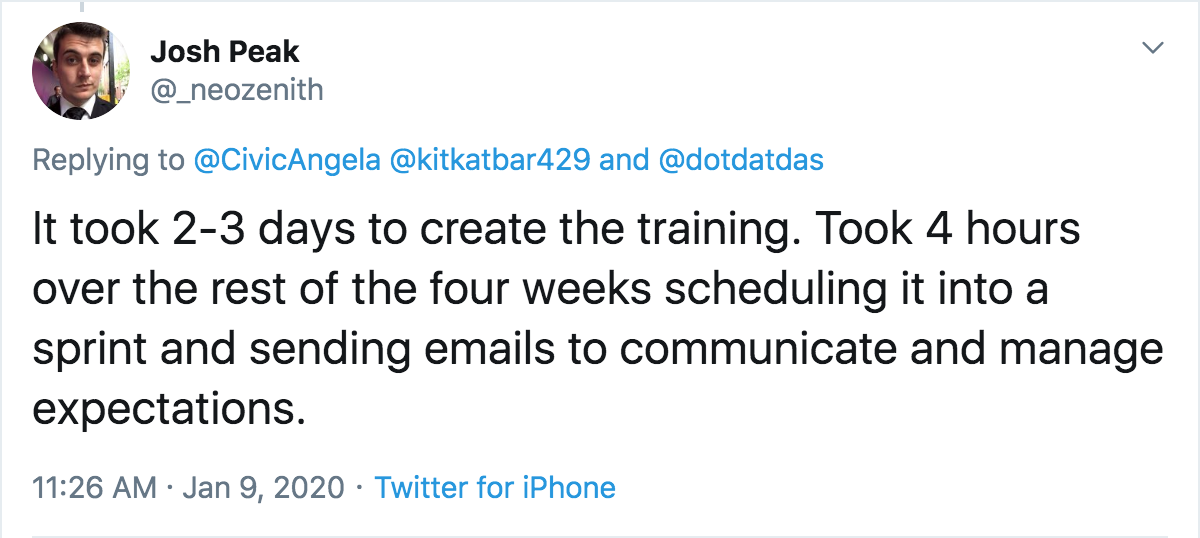 Josh Peak
@_neozenith
Replying to @CivicAngela @kitkatbar429 and @dotdatdas
It took 2-3 days to create the training. Took 4 hours
over the rest of the four weeks scheduling it into a
sprint and sending emails to communicate and manage
expectations.
11:26 AM · Jan 9, 2020 · Twitter for iPhone